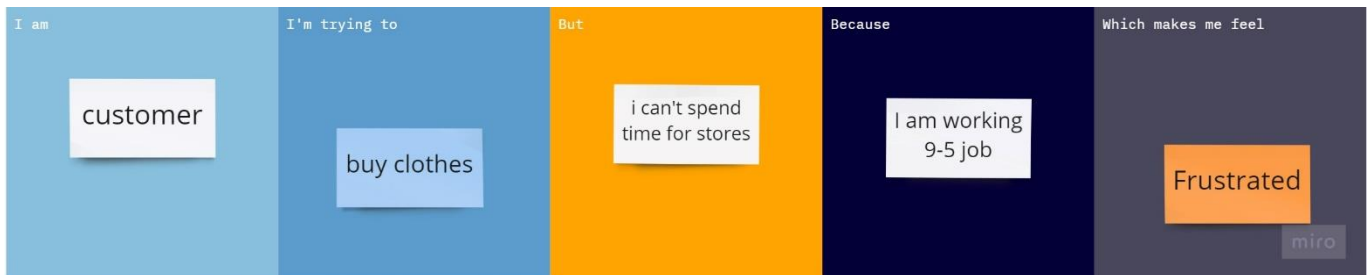 I am
customer
I'm trying to
buy clothes
But
i can't spend
time for stores
Because
I am working
9-5 job
Which makes me feel
Frustrated
miro